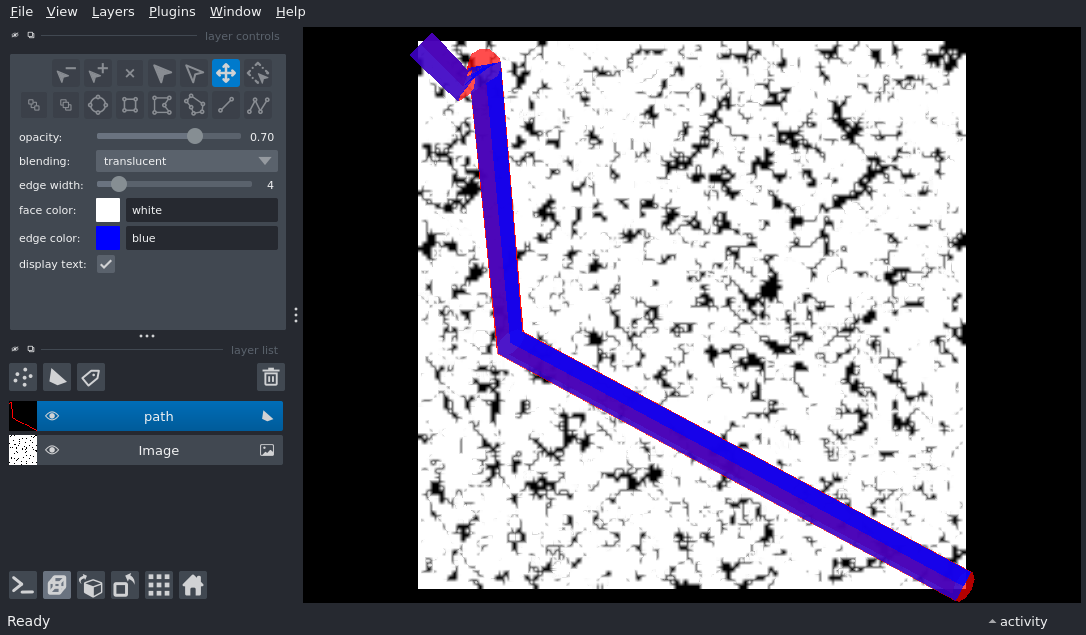 File View Layers Plugins Window Help
layer controls
opacity: 0.70
blending: translucent
edge width: 4
face color: white
edge color: blue
display text:
layer list
path
Image
Ready
activity